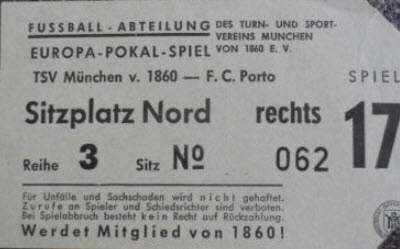 FUSSBALL-ABTEILUNG DES TURN- UND SPORT-
EUROPA-POKAL-SPIEL VEREINS MÜNCHEN
VON 1860 E. V.
TSV München v. 1860 — F. C. Porto SPIEL
Sitzplatz Nord rechts 17
Reihe 3 Sitz No 062
Für Unfälle und Sachschaden wird nicht gehaftet.
Zurufe an Spieler und Schiedsrichter sind verboten.
Bei Spielabbruch besteht kein Recht auf Rückzahlung.
Werdet Mitglied von 1860!